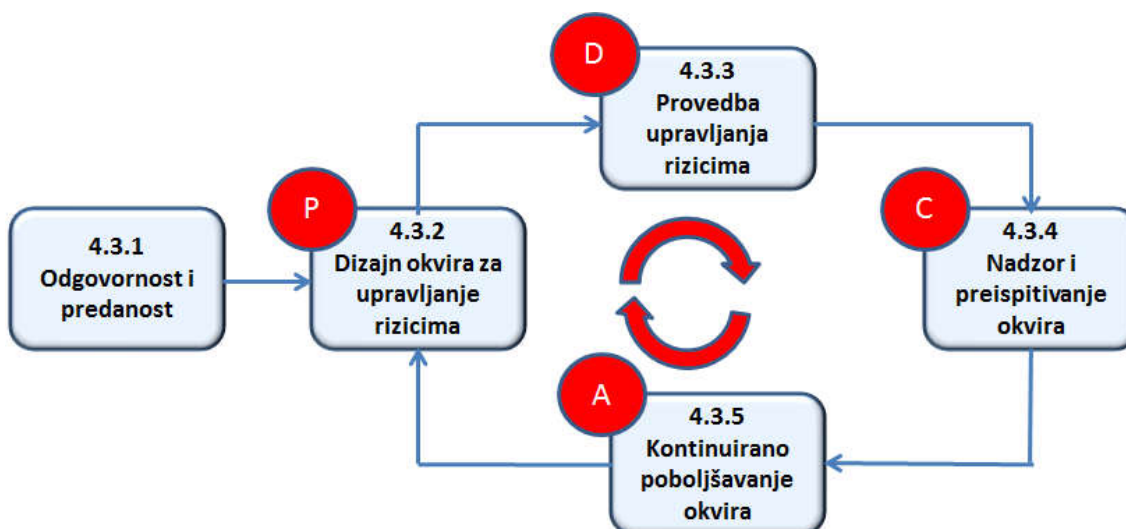 4.3.1
Odgovornost i
predanost
P
4.3.2
Dizajn okvira za
upravljanje
rizicima
D
4.3.3
Provedba
upravljanja
rizicima
C
4.3.4
Nadzor i
preispitivanje
okvira
A
4.3.5
Kontinuirano
poboljšavanje
okvira